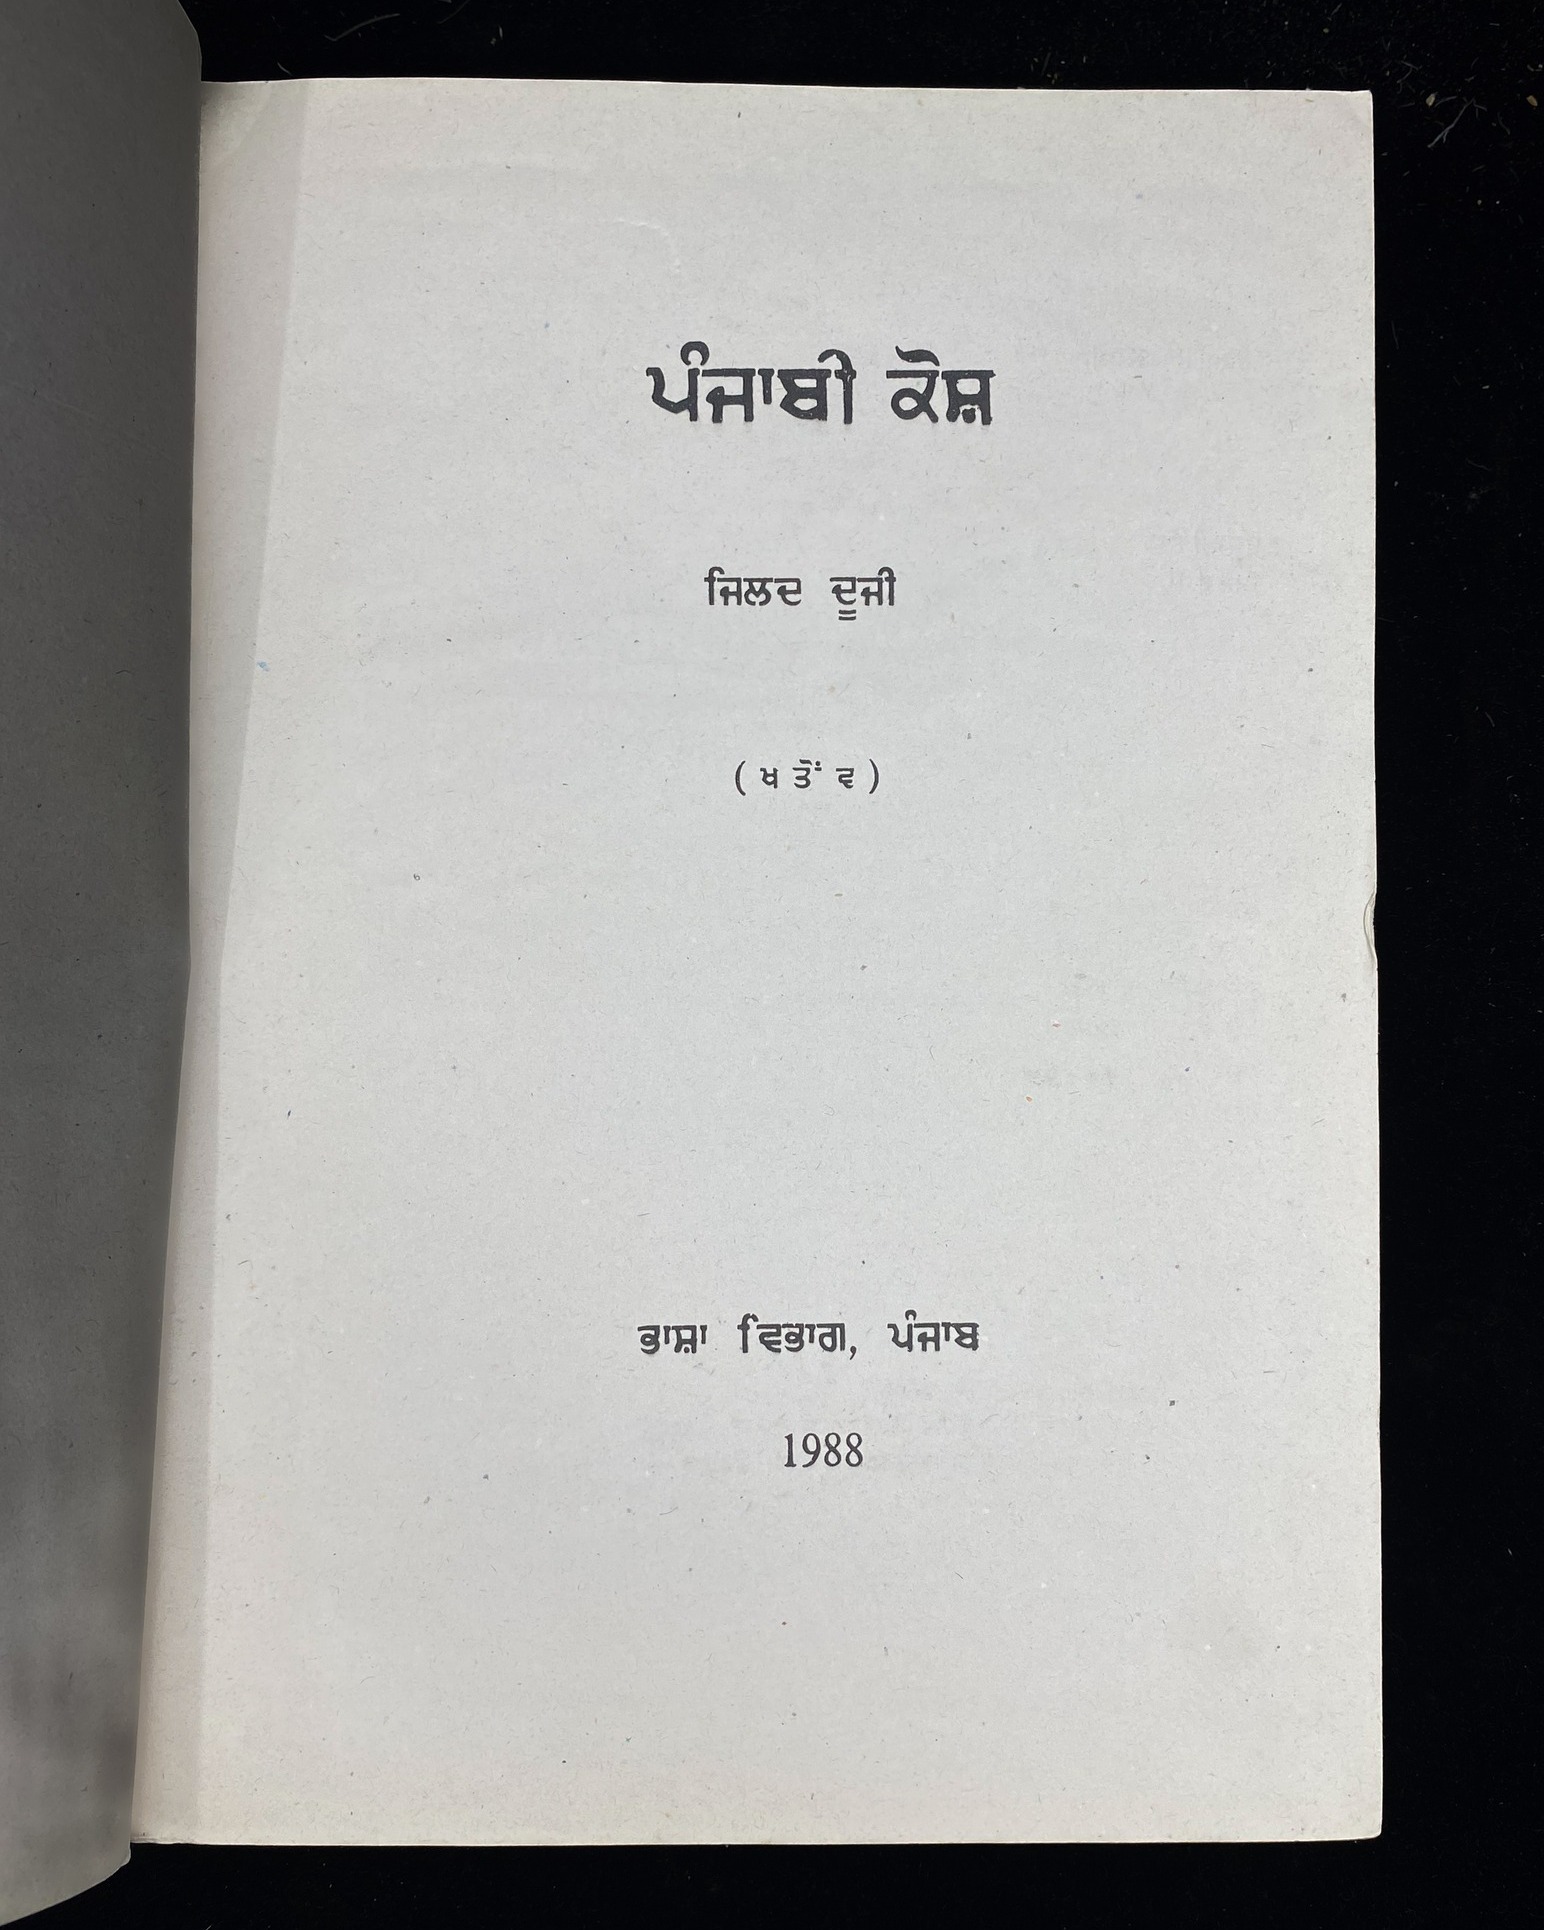 ਪੰਜਾਬੀ ਕੋਸ਼
ਜਿਲਦ ਦੂਜੀ
( ਖ ਤੋਂ ਵ )
ਭਾਸ਼ਾ ਵਿਭਾਗ, ਪੰਜਾਬ
1988